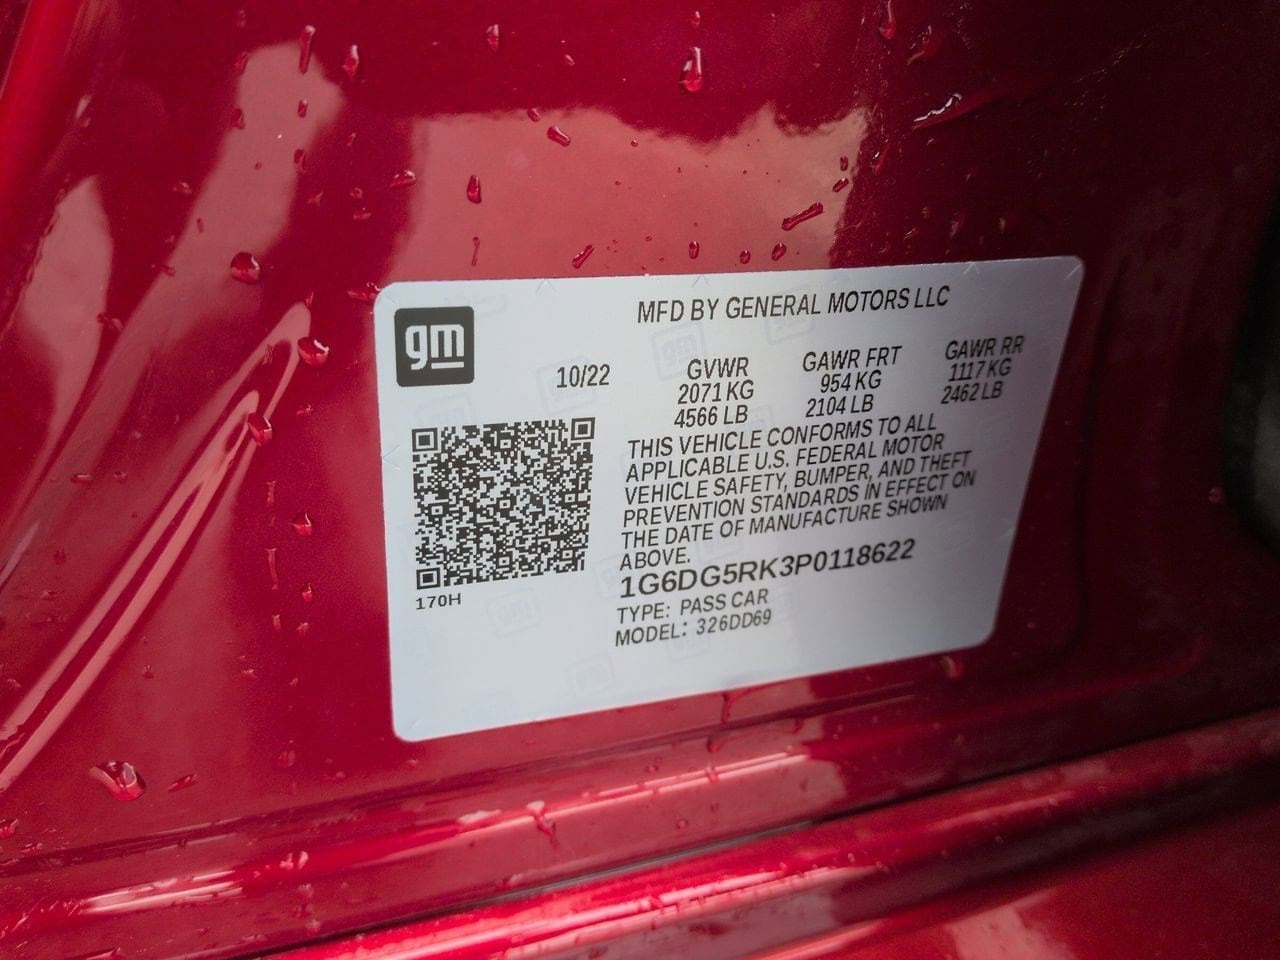 gm
MFD BY GENERAL MOTORS LLC
10/22
GVWR GAWR FRT GAWR RR
2071 KG 954 KG 1117 KG
4566 LB 2104 LB 2462 LB
THIS VEHICLE CONFORMS TO ALL
APPLICABLE U.S. FEDERAL MOTOR
VEHICLE SAFETY, BUMPER, AND THEFT
PREVENTION STANDARDS IN EFFECT ON
THE DATE OF MANUFACTURE SHOWN
ABOVE.
1G6DG5RK3P0118622
TYPE: PASS CAR
MODEL: 326DD69
170H